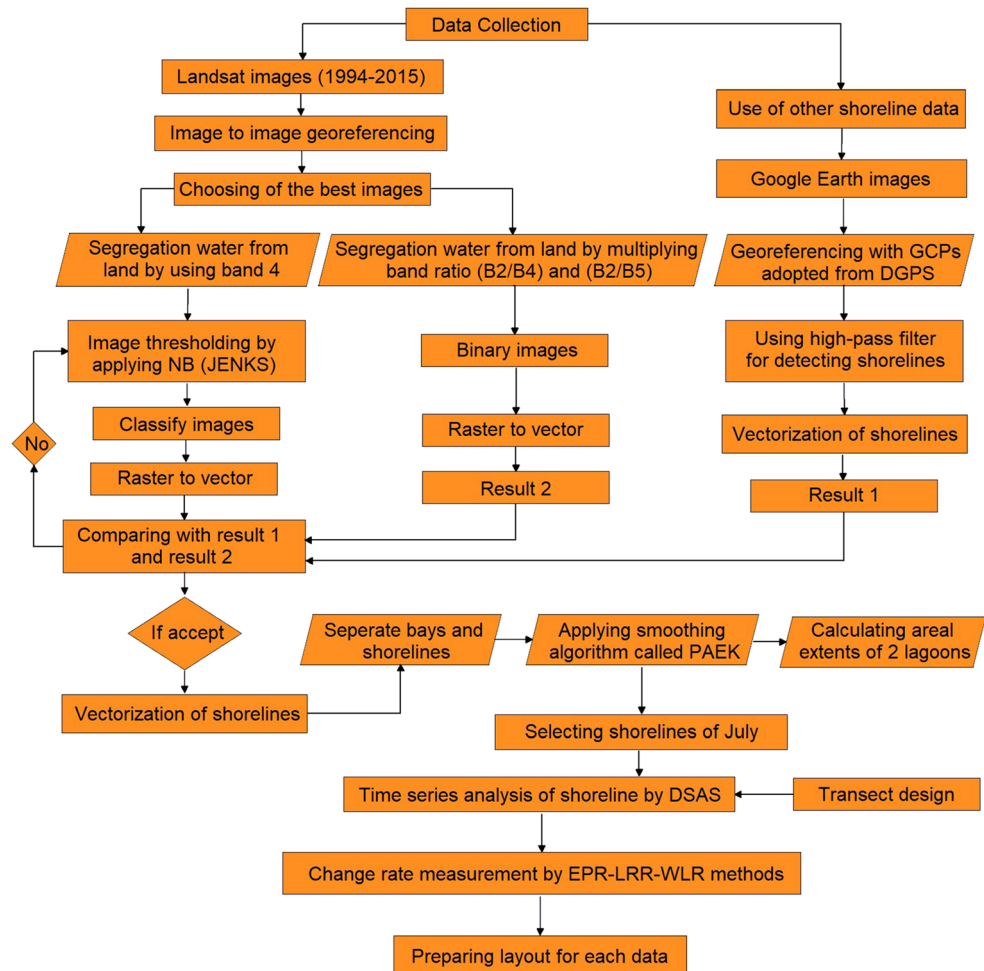 Data Collection
Landsat images (1994-2015)
Use of other shoreline data
Image to image georeferencing
Google Earth images
Choosing of the best images
Segregation water from
land by using band 4
Segregation water from land by multiplying
band ratio (B2/B4) and (B2/B5)
Georeferencing with GCPs
adopted from DGPS
Image thresholding by
applying NB (JENKS)
Binary images
Using high-pass filter
for detecting shorelines
Classify images
Raster to vector
Vectorization of shorelines
No
Raster to vector
Result 2
Result 1
Comparing with result 1
and result 2
If accept
Seperate bays and
shorelines
Applying smoothing
algorithm called PAEK
Calculating areal
extents of 2 lagoons
Vectorization of shorelines
Selecting shorelines of July
Time series analysis of shoreline by DSAS
Transect design
Change rate measurement by EPR-LRR-WLR methods
Preparing layout for each data